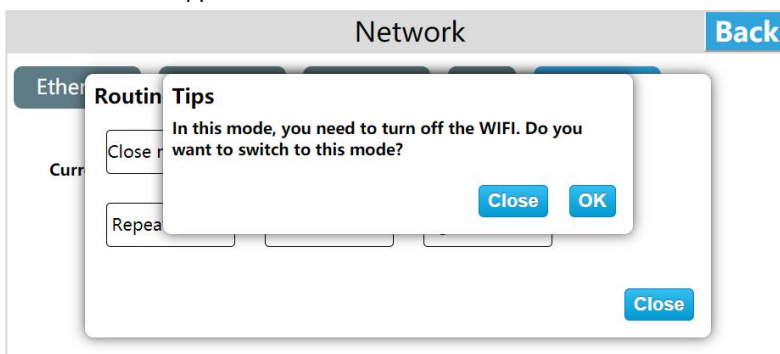 Network
Back
Ether
Routin
Tips
In this mode, you need to turn off the WIFI. Do you
want to switch to this mode?
Close r
Curr
Close
OK
Repea
Close